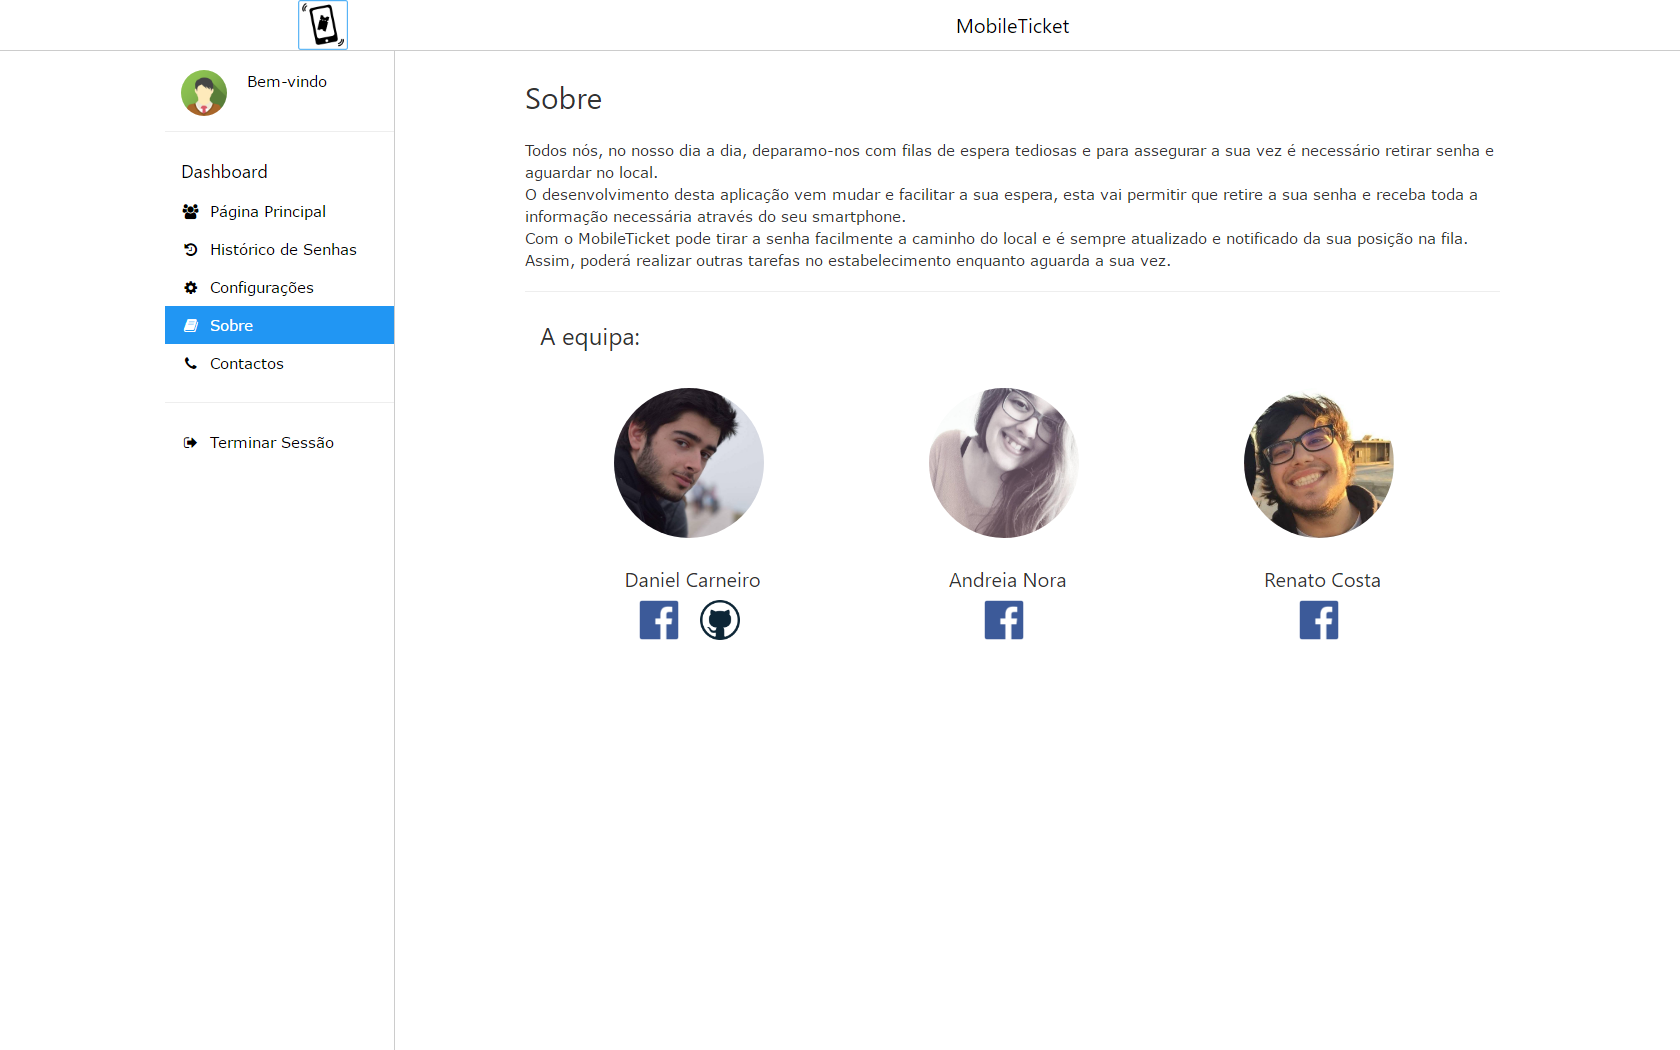 MobileTicket
Bem-vindo
Dashboard
Página Principal
Histórico de Senhas
Configurações
Sobre
Contactos
Terminar Sessão
Sobre
Todos nós, no nosso dia a dia, deparamo-nos com filas de espera tediosas e para assegurar a sua vez é necessário retirar senha e
aguardar no local.
O desenvolvimento desta aplicação vem mudar e facilitar a sua espera, esta vai permitir que retire a sua senha e receba toda a
informação necessária através do seu smartphone.
Com o MobileTicket pode tirar a senha facilmente a caminho do local e é sempre atualizado e notificado da sua posição na fila.
Assim, poderá realizar outras tarefas no estabelecimento enquanto aguarda a sua vez.
A equipa:
Daniel Carneiro
Andreia Nora
Renato Costa